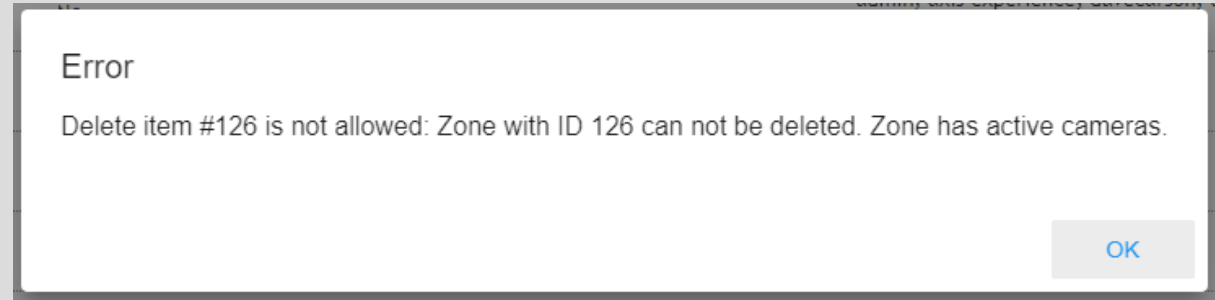 Error
Delete item #126 is not allowed: Zone with ID 126 can not be deleted. Zone has active cameras.
OK